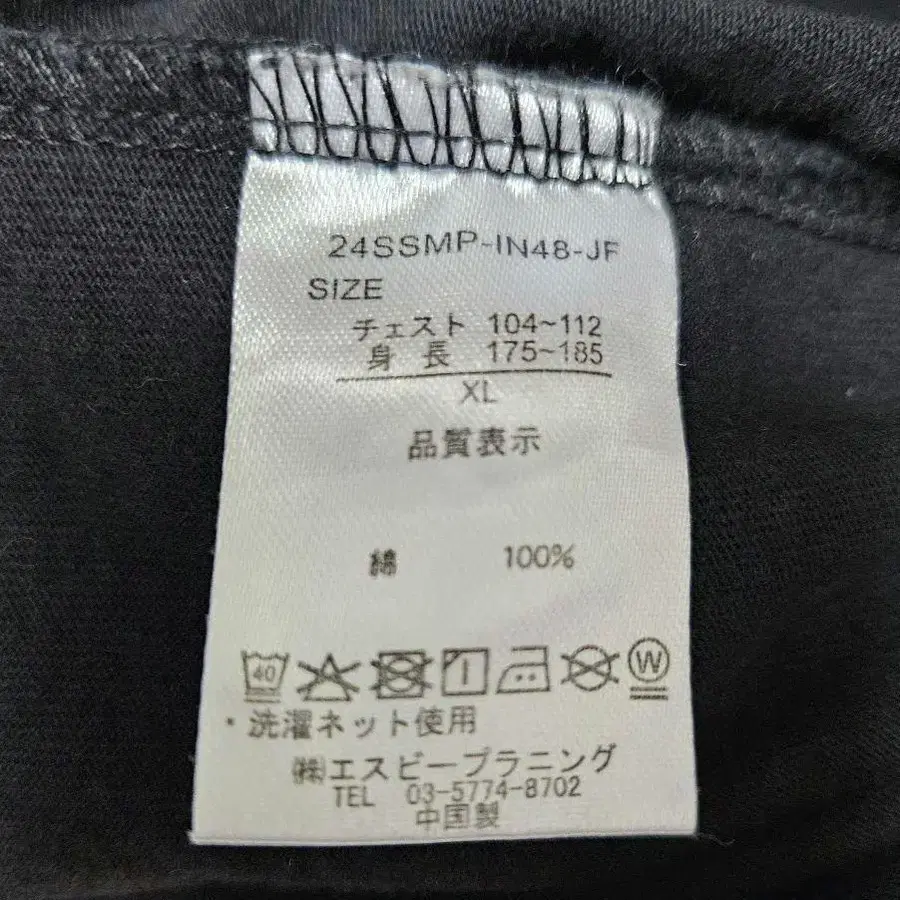 24SSMP-IN48-JF
SIZE
チェスト 104~112
身長 175~185
XL
品質表示
綿 100%
40 W
・洗濯ネット使用
㈱エスビープラニング
TEL 03-5774-8702
中国製